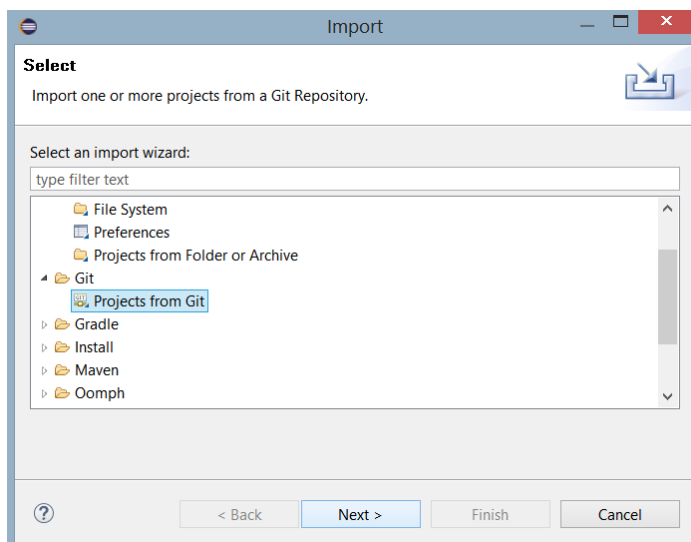 Import
Select
Import one or more projects from a Git Repository.
Select an import wizard:
type filter text
File System
Preferences
Projects from Folder or Archive
Git
Projects from Git
Gradle
Install
Maven
Oomph
< Back Next > Finish Cancel